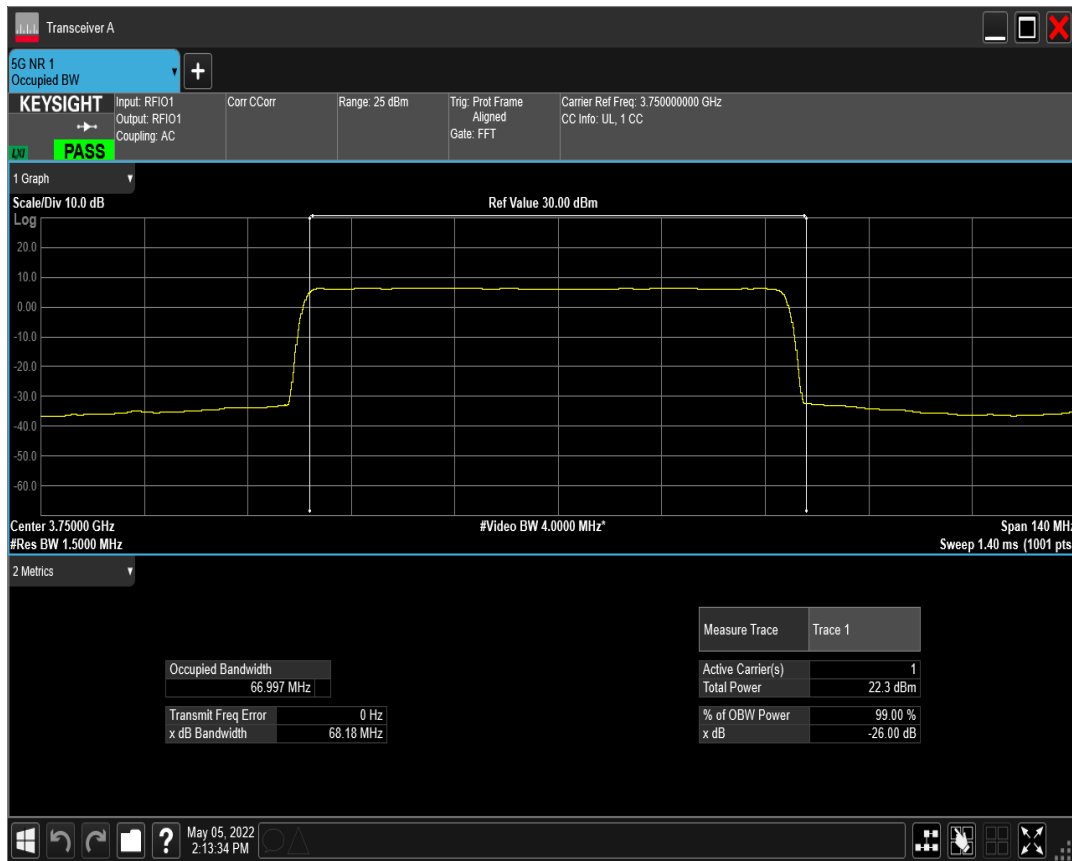 Transceiver A
5G NR 1
Occupied BW
+
KEYSIGHT
Input: RFIO1
Output: RFIO1
Coupling: AC
Corr CCorr
Range: 25 dBm
Trig: Prot Frame
Aligned
Gate: FFT
Carrier Ref Freq: 3.750000000 GHz
CC Info: UL, 1 CC
LXI
PASS
1 Graph
Scale/Div 10.0 dB
Ref Value 30.00 dBm
Log
20.0
10.0
0.00
-10.0
-20.0
-30.0
-40.0
-50.0
-60.0
Center 3.75000 GHz
#Video BW 4.0000 MHz*
Span 140 MHz
#Res BW 1.5000 MHz
Sweep 1.40 ms (1001 pts
2 Metrics
Measure Trace Trace 1
Occupied Bandwidth
66.997 MHz
Active Carrier(s) 1
Total Power 22.3 dBm
Transmit Freq Error 0 Hz
x dB Bandwidth 68.18 MHz
% of OBW Power 99.00 %
x dB -26.00 dB
?
May 05, 2022
2:13:34 PM